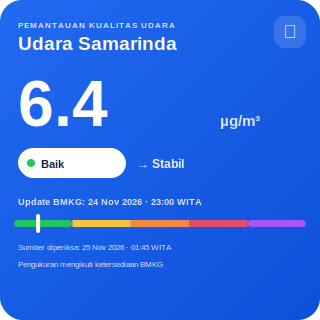 PEMANTAUAN KUALITAS UDARA
Udara Samarinda
6.4
µg/m³
Baik
→ Stabil
Update BMKG: 24 Nov 2026 · 23:00 WITA
Sumber diperiksa: 25 Nov 2026 · 01:45 WITA
Pengukuran mengikuti ketersediaan BMKG